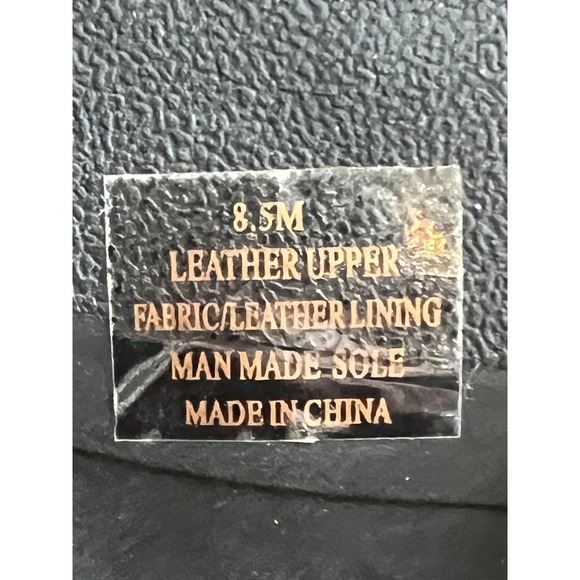 8.5M
LEATHER UPPER
FABRIC/LEATHER LINING
MAN MADE SOLE
MADE IN CHINA